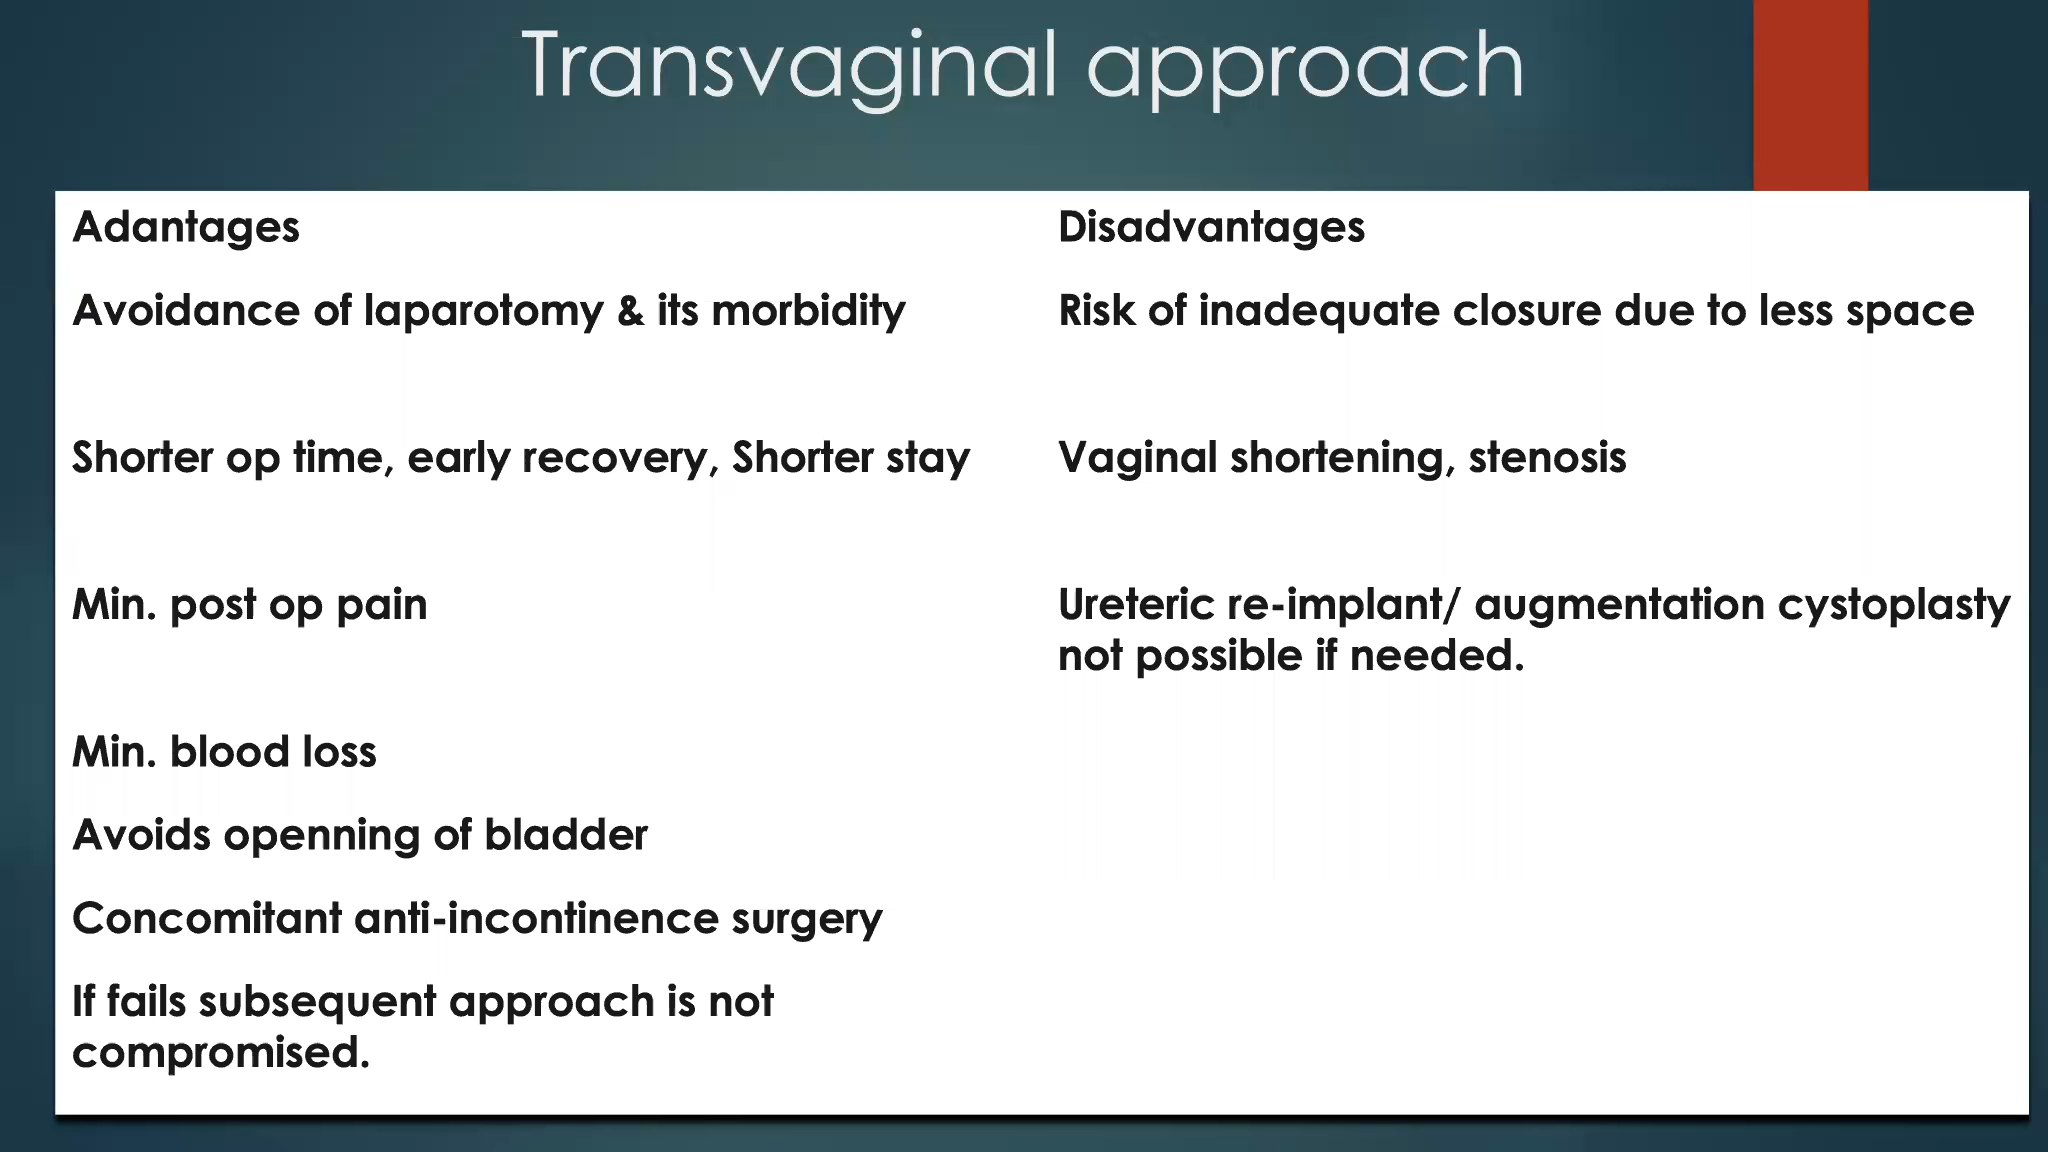 Transvaginal approach
Adantages
Disadvantages
Avoidance of laparotomy & its morbidity
Risk of inadequate closure due to less space
Shorter op time, early recovery, Shorter stay
Vaginal shortening, stenosis
Min. post op pain
Ureteric re-implant/ augmentation cystoplasty
not possible if needed.
Min. blood loss
Avoids openning of bladder
Concomitant anti-incontinence surgery
If fails subsequent approach is not
compromised.